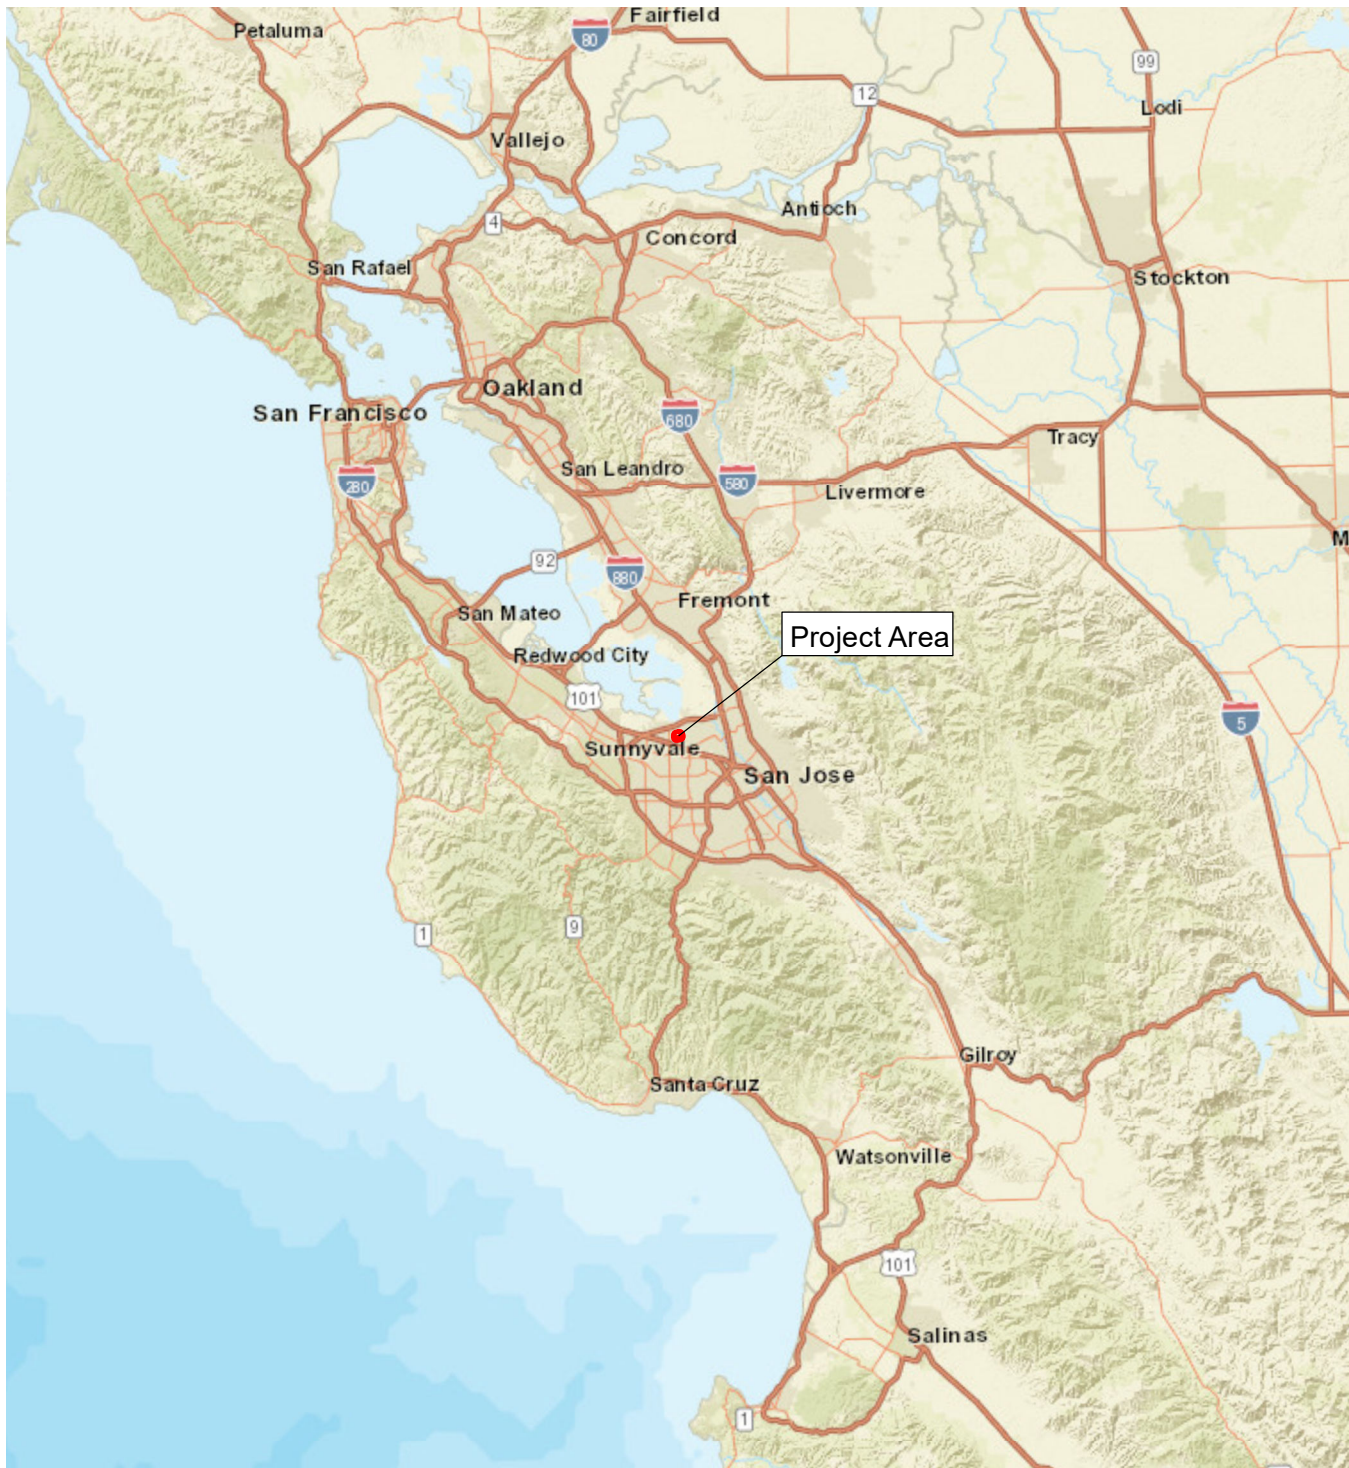 Fairfield
Petaluma
80
99
12
Lodi
Vallejo
Antioch
4
Concord
San Rafael
Stockton
Oakland
San Francisco
680
Tracy
San Leandro
280
580
Livermore
M
92
880
Fremont
San Mateo
Project Area
Redwood City
101
5
Sunnyvale
San Jose
9
1
Gilroy
Santa Cruz
Watsonville
101
Salinas
1